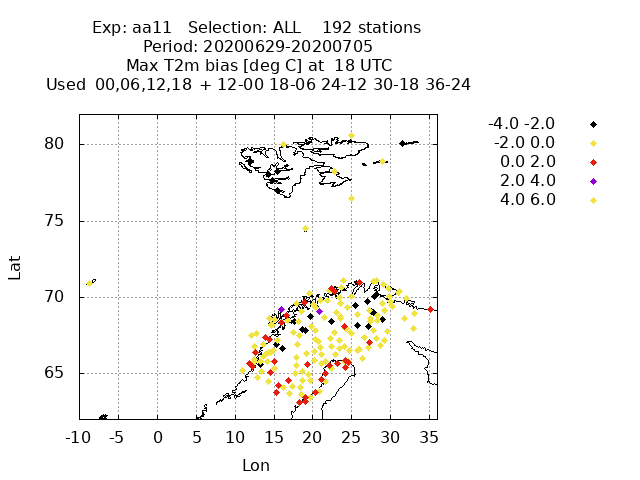 Exp: aa11 Selection: ALL 192 stations
Period: 20200629-20200705
Max T2m bias [deg C] at 18 UTC
Used 00,06,12,18 + 12-00 18-06 24-12 30-18 36-24
-4.0 -2.0
-2.0 0.0
0.0 2.0
2.0 4.0
4.0 6.0
80
75
70
65
Lat
-10 -5 0 5 10 15 20 25 30 35
Lon